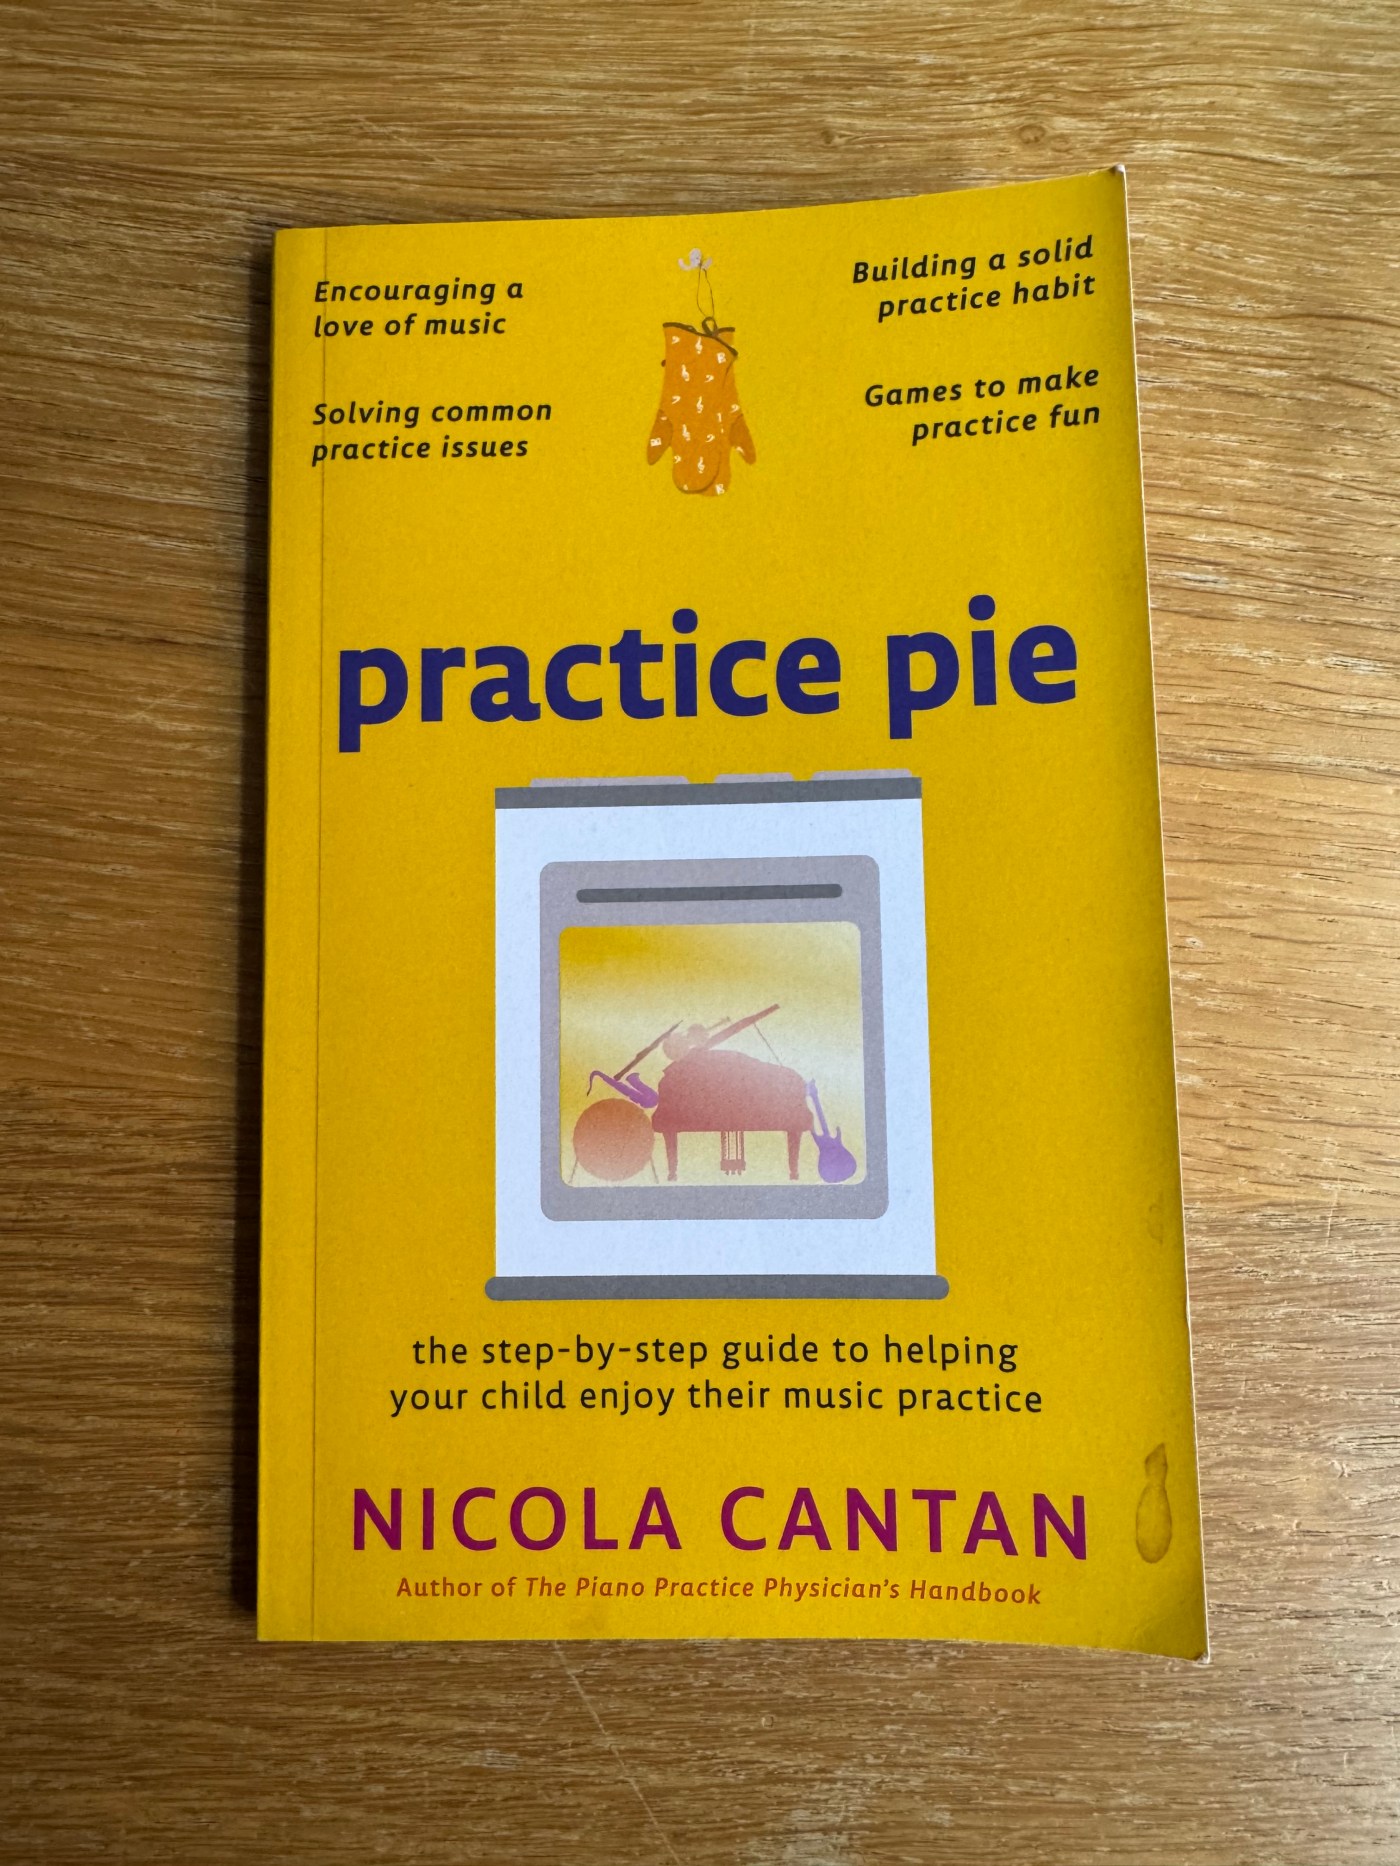 Encouraging a
love of music
Solving common
practice issues
Building a solid
practice habit
Games to make
practice fun
practice pie
the step-by-step guide to helping
your child enjoy their music practice
NICOLA CANTAN
Author of The Piano Practice Physician's Handbook